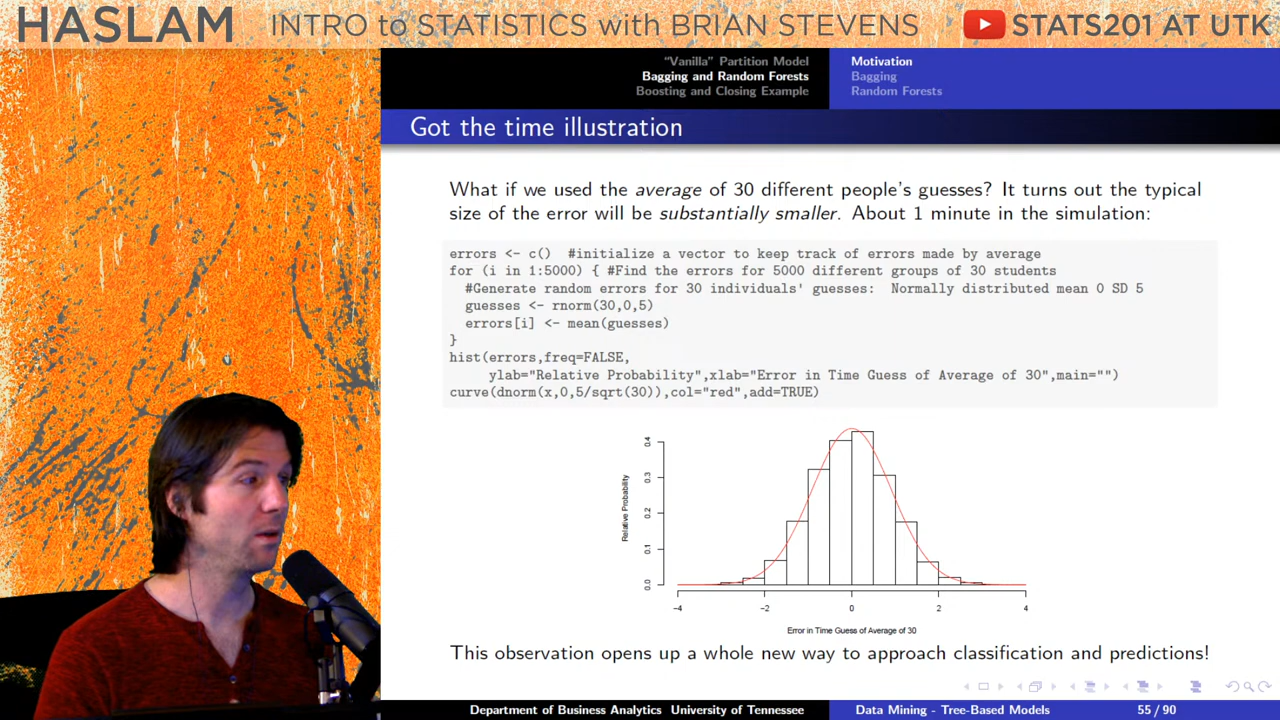 HASLAM INTRO to STATISTICS with BRIAN STEVENS STATS201 AT UTK
"Vanilla" Partition Model
Bagging and Random Forests
Boosting and Closing Example
Motivation
Bagging
Random Forests
Got the time illustration
What if we used the average of 30 different people's guesses? It turns out the typical
size of the error will be substantially smaller. About 1 minute in the simulation:
errors <- c()  #initialize a vector to keep track of errors made by average
for (i in 1:5000) { #Find the errors for 5000 different groups of 30 students
  #Generate random errors for 30 individuals' guesses:  Normally distributed mean 0 SD 5
  guesses <- rnorm(30,0,5)
  errors[i] <- mean(guesses)
}
hist(errors,freq=FALSE,
     ylab="Relative Probability",xlab="Error in Time Guess of Average of 30",main="")
curve(dnorm(x,0,5/sqrt(30)),col="red",add=TRUE)
Relative Probability
0.4
0.3
0.2
0.1
0.0
-4 -2 0 2 4
Error in Time Guess of Average of 30
This observation opens up a whole new way to approach classification and predictions!
Department of Business Analytics University of Tennessee Data Mining - Tree-Based Models 55 / 90